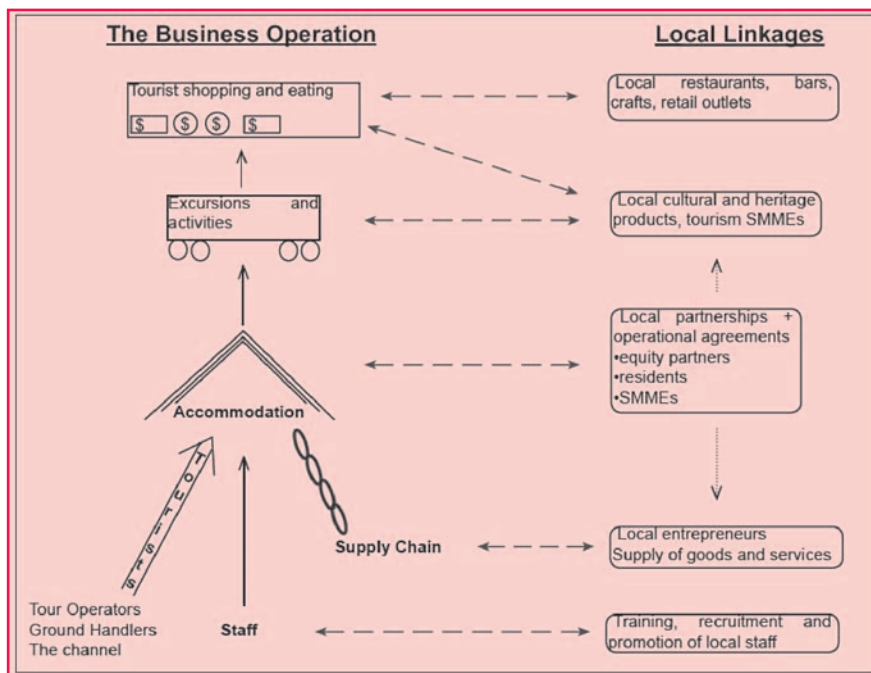 The Business Operation
Local Linkages
Tourist shopping and eating
$ $ $ $
Local restaurants, bars,
crafts, retail outlets
Excursions and
activities
Local cultural and heritage
products, tourism SMMEs
Local partnerships +
operational agreements
•equity partners
•residents
•SMMEs
Accommodation
Tourists
Supply Chain
Local entrepreneurs
Supply of goods and services
Tour Operators
Ground Handlers
The channel
Staff
Training, recruitment and
promotion of local staff